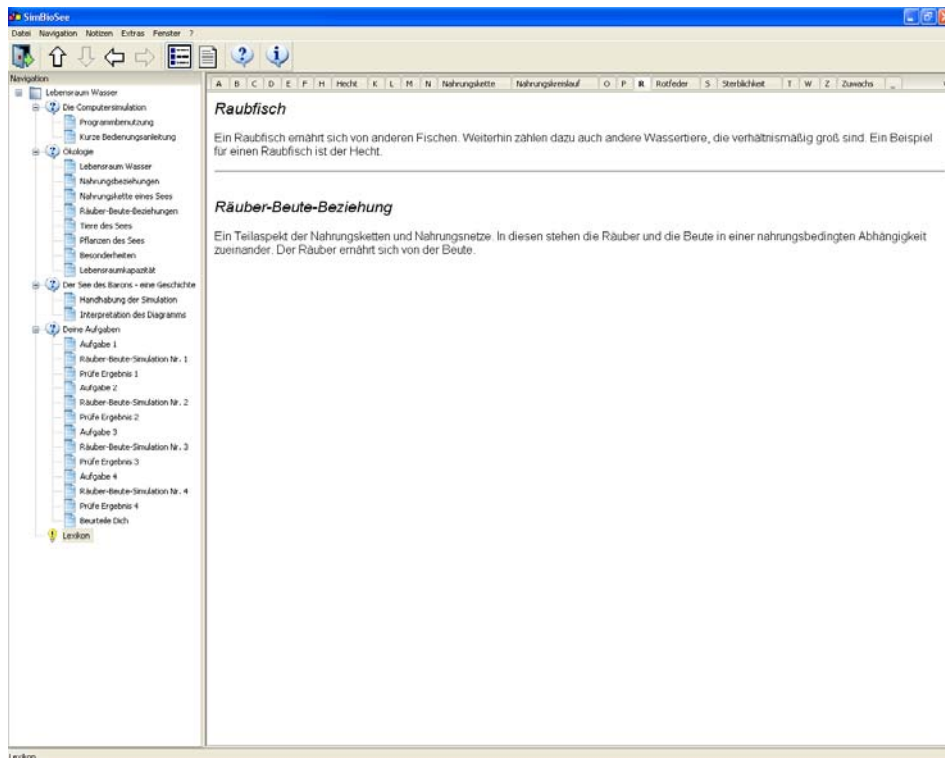 SimBioSee
Datei Navigation Notizen Extras Fenster ?
Navigation
Lebensraum Wasser
Die Computersimulation
Programmbenutzung
Kurze Bedienungsanleitung
Ökologie
Lebensraum Wasser
Nahrungsbeziehungen
Nahrungskette eines Sees
Räuber-Beute-Beziehungen
Tiere des Sees
Pflanzen des Sees
Besonderheiten
Lebensraumkapazität
Der See des Barons - eine Geschichte
Handhabung der Simulation
Interpretation des Diagramms
Deine Aufgaben
Aufgabe 1
Räuber-Beute-Simulation Nr. 1
Prüfe Ergebnis 1
Aufgabe 2
Räuber-Beute-Simulation Nr. 2
Prüfe Ergebnis 2
Aufgabe 3
Räuber-Beute-Simulation Nr. 3
Prüfe Ergebnis 3
Aufgabe 4
Räuber-Beute-Simulation Nr. 4
Prüfe Ergebnis 4
Beurteile Dich
Lexikon
A B C D E F H Hecht K L M N Nahrungskette Nahrungskreislauf O P R Rotfeder S Sterblichkeit T W Z Zuwachs _
Raubfisch
Ein Raubfisch ernährt sich von anderen Fischen. Weiterhin zählen dazu auch andere Wassertiere, die verhältnismäßig groß sind. Ein Beispiel
für einen Raubfisch ist der Hecht.
Räuber-Beute-Beziehung
Ein Teilaspekt der Nahrungsketten und Nahrungsnetze. In diesen stehen die Räuber und die Beute in einer nahrungsbedingten Abhängigkeit
zueinander. Der Räuber ernährt sich von der Beute.
Lexikon